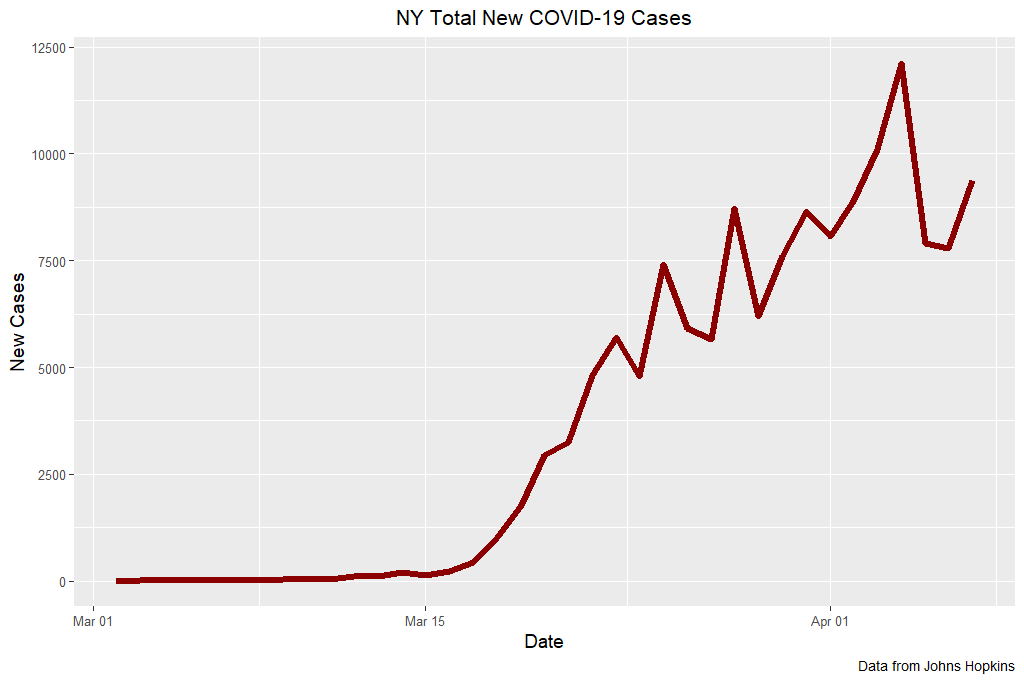 NY Total New COVID-19 Cases
12500
10000
7500
5000
2500
0
New Cases
Mar 01
Mar 15
Apr 01
Date
Data from Johns Hopkins